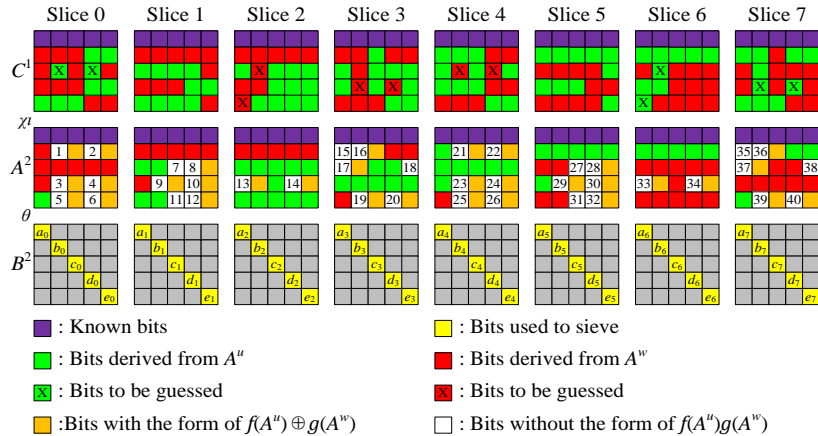 Slice 0 Slice 1 Slice 2 Slice 3 Slice 4 Slice 5 Slice 6 Slice 7
C¹
X X X X X X X
X X X X X X X
χι
A²
1 2 15 16 21 22 35 36
7 8 17 18 27 28 37 38
3 4 9 10 13 14 23 24 29 30 33 34
5 6 11 12 19 20 25 26 31 32 39 40
θ
B²
a₀ a₁ a₂ a₃ a₄ a₅ a₆ a₇
b₀ b₁ b₂ b₃ b₄ b₅ b₆ b₇
c₀ c₁ c₂ c₃ c₄ c₅ c₆ c₇
d₀ d₁ d₂ d₃ d₄ d₅ d₆ d₇
e₀ e₁ e₂ e₃ e₄ e₅ e₆ e₇
: Known bits
: Bits used to sieve
: Bits derived from Aᵘ
: Bits derived from Aʷ
X : Bits to be guessed
X : Bits to be guessed
:Bits with the form of f(Aᵘ)⊕g(Aʷ)
: Bits without the form of f(Aᵘ)g(Aʷ)